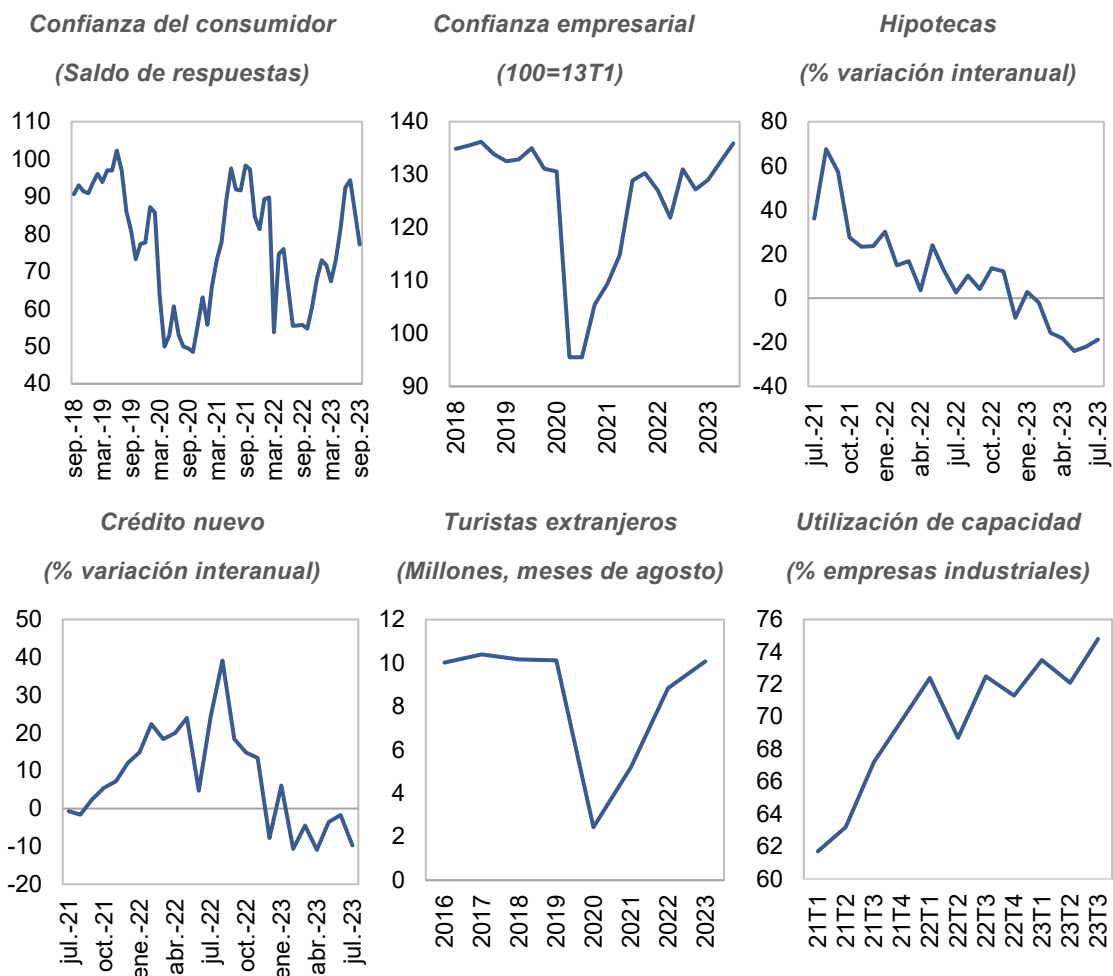 Confianza del consumidor
(Saldo de respuestas)
110
100
90
80
70
60
50
40
sep.-18
mar.-19
sep.-19
mar.-20
sep.-20
mar.-21
sep.-21
mar.-22
sep.-22
mar.-23
sep.-23
Confianza empresarial
(100=13T1)
140
130
120
110
100
90
2018
2019
2020
2021
2022
2023
Hipotecas
(% variación interanual)
80
60
40
20
0
-20
-40
jul.-21
oct.-21
ene.-22
abr.-22
jul.-22
oct.-22
ene.-23
abr.-23
jul.-23
Crédito nuevo
(% variación interanual)
50
40
30
20
10
0
-10
-20
jul.-21
oct.-21
ene.-22
abr.-22
jul.-22
oct.-22
ene.-23
abr.-23
jul.-23
Turistas extranjeros
(Millones, meses de agosto)
12
10
8
6
4
2
0
2016
2017
2018
2019
2020
2021
2022
2023
Utilización de capacidad
(% empresas industriales)
76
74
72
70
68
66
64
62
60
21T1
21T2
21T3
21T4
22T1
22T2
22T3
22T4
23T1
23T2
23T3